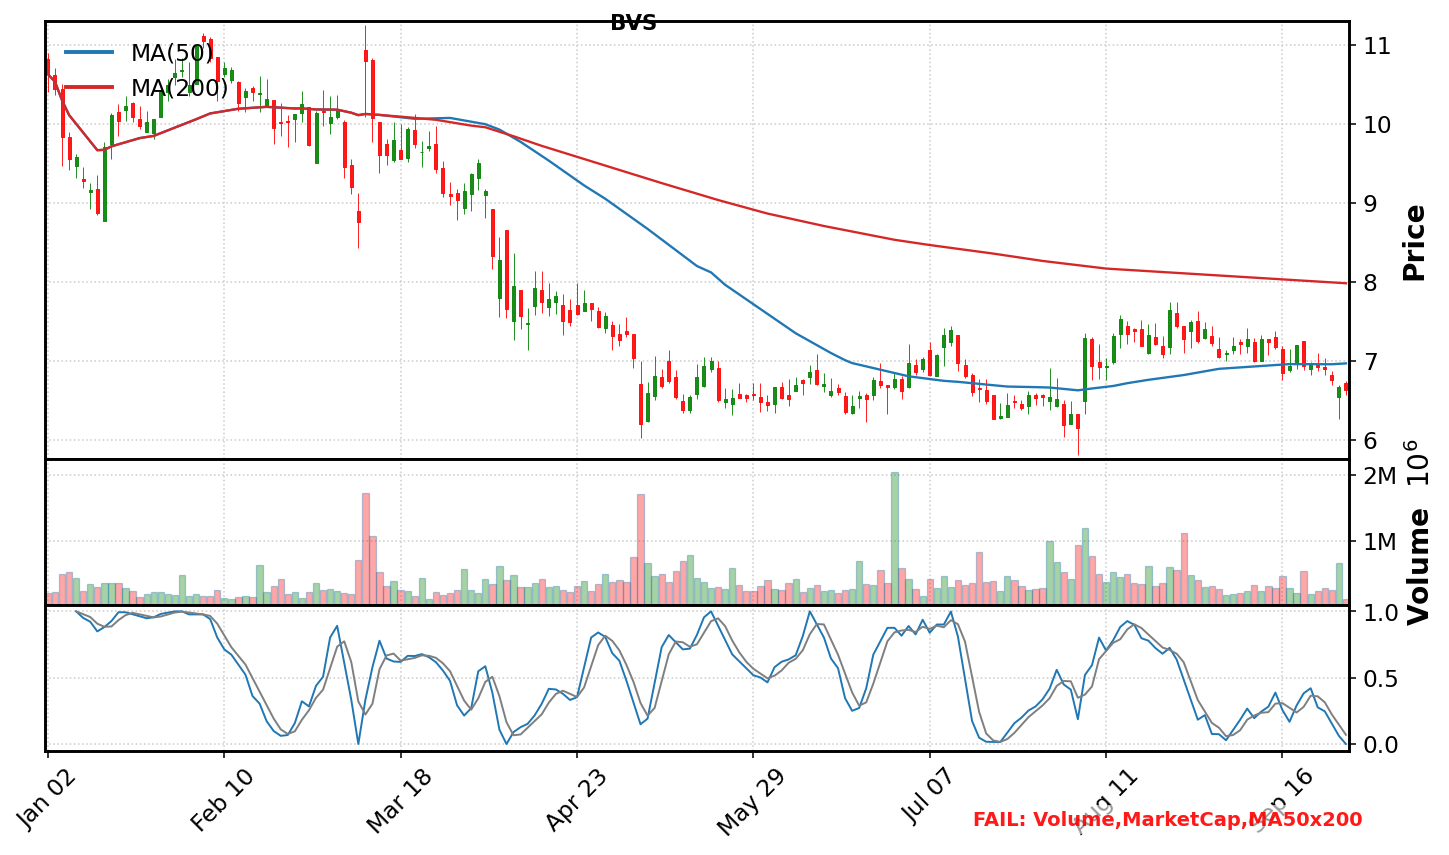 BVS
MA(50)
MA(200)
11
10
9
8
7
6
Price
2M
1M
Volume 10^6
1.0
0.5
0.0
Jan 02
Feb 10
Mar 18
Apr 23
May 29
Jul 07
Aug 11
Sep 16
FAIL: Volume,MarketCap,MA50x200